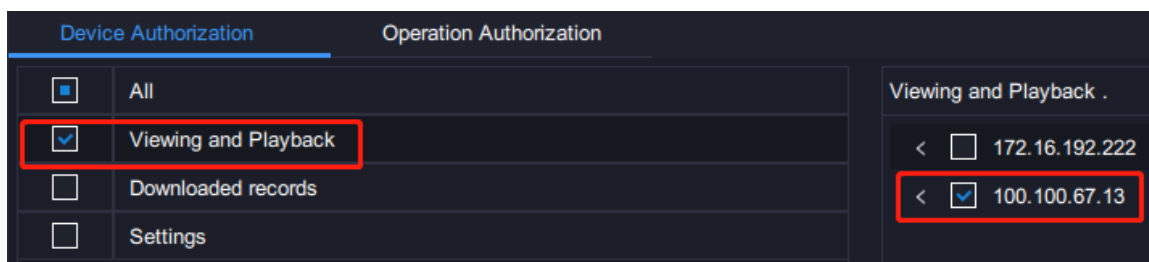 Device Authorization
Operation Authorization
All
Viewing and Playback
Downloaded records
Settings
Viewing and Playback .
< 172.16.192.222
< 100.100.67.13